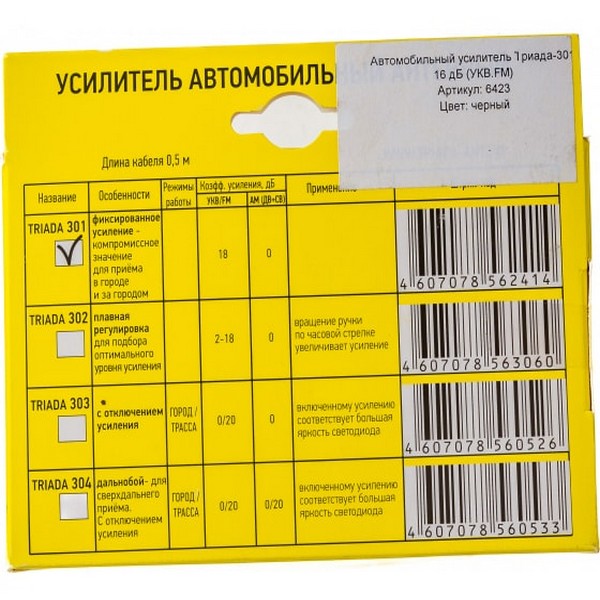 УСИЛИТЕЛЬ АВТОМОБИЛЬ
Автомобильный усилитель Триада-301
16 дБ (УКВ.FM)
Артикул: 6423
Цвет: черный
Длина кабеля 0,5 м
Название
Особенности
Режимы
работы
Коэфф. усиления, дБ
УКВ/FM
АМ (ДВ+СВ)
TRIADA 301
фиксированное
усиление -
компромиссное
значение
для приёма
в городе
и за городом
18
0
4 607078 562414
TRIADA 302
плавная
регулировка
для подбора
оптимального
уровня усиления
2-18
0
вращение ручки
по часовой стрелке
увеличивает усиление
4 607078 563060
TRIADA 303
с отключением
усиления
ГОРОД /
ТРАССА
0/20
0
включенному усилению
соответствует большая
яркость светодиода
4 607078 560526
TRIADA 304
дальнобой- для
сверхдальнего
приёма.
С отключением
усиления
ГОРОД /
ТРАССА
0/20
0/20
включенному усилению
соответствует большая
яркость светодиода
4 607078 560533